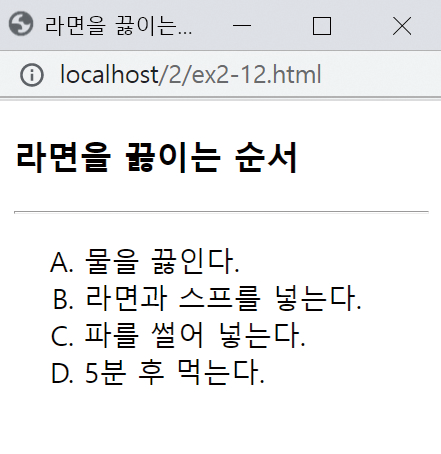 라면을 끓이는...
localhost/2/ex2-12.html
라면을 끓이는 순서
A. 물을 끓인다.
B. 라면과 스프를 넣는다.
C. 파를 썰어 넣는다.
D. 5분 후 먹는다.